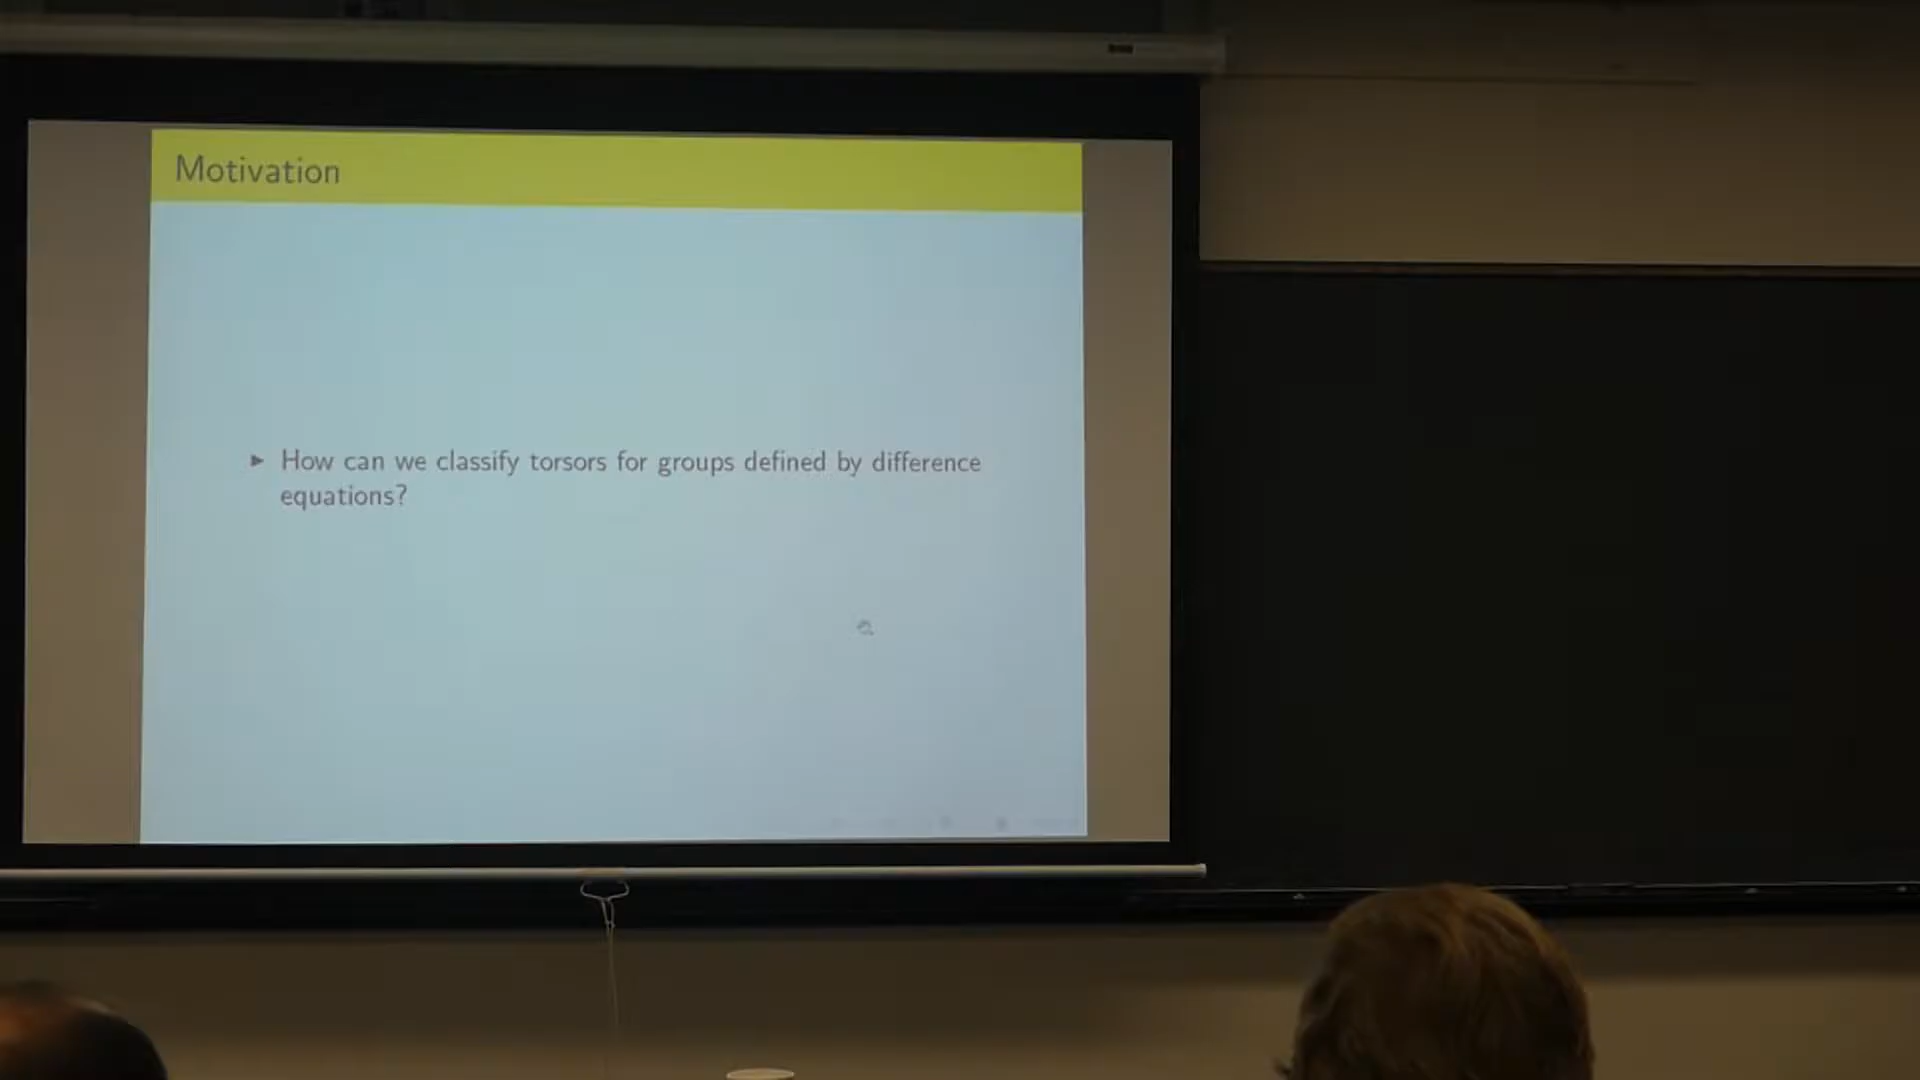 Motivation
How can we classify torsors for groups defined by difference
equations?